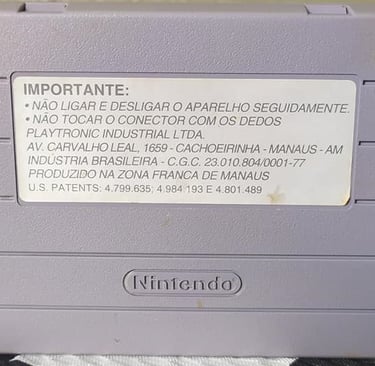 IMPORTANTE:
• NÃO LIGAR E DESLIGAR O APARELHO SEGUIDAMENTE.
• NÃO TOCAR O CONECTOR COM OS DEDOS
PLAYTRONIC INDUSTRIAL LTDA.
AV. CARVALHO LEAL, 1659 - CACHOEIRINHA - MANAUS - AM
INDÚSTRIA BRASILEIRA - C.G.C. 23.010.804/0001-77
PRODUZIDO NA ZONA FRANCA DE MANAUS
U.S. PATENTS: 4.799.635; 4.984 193 E 4.801.489
Nintendo